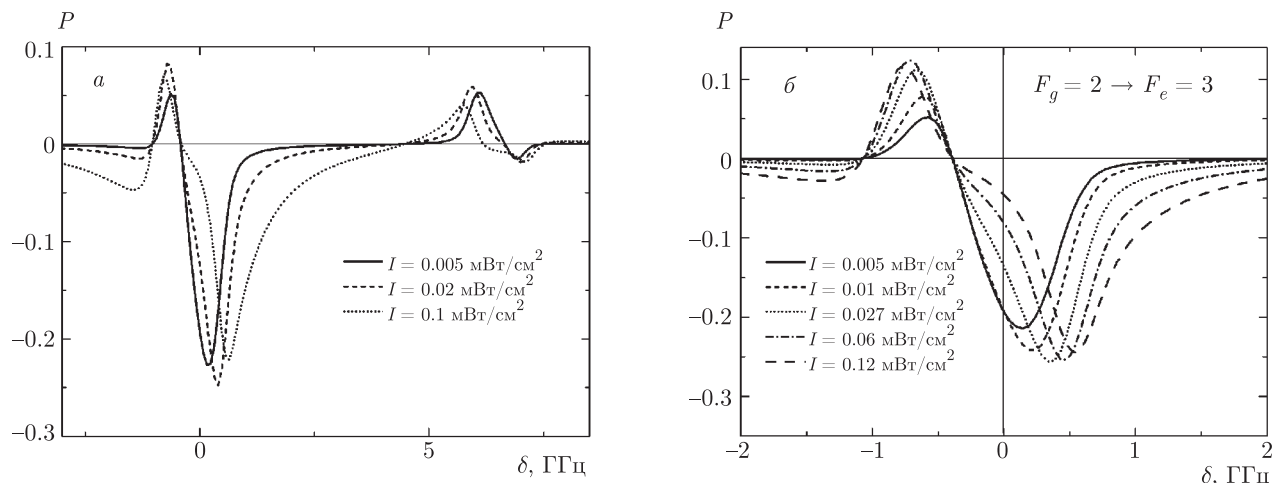 P
0.1
0
−0.1
−0.2
−0.3
a
I = 0.005 мВт/см²
I = 0.02 мВт/см²
I = 0.1 мВт/см²
0
5
δ, ГГц
P
0.1
0
−0.1
−0.2
−0.3
б
F_g = 2 → F_e = 3
I = 0.005 мВт/см²
I = 0.01 мВт/см²
I = 0.027 мВт/см²
I = 0.06 мВт/см²
I = 0.12 мВт/см²
−2
−1
0
1
2
δ, ГГц